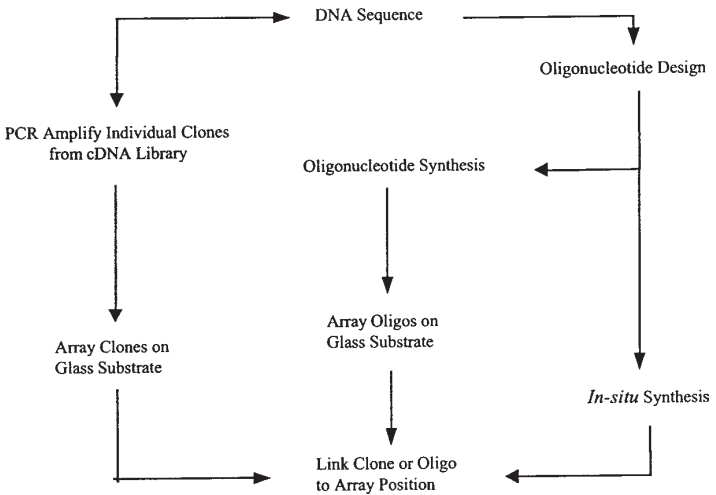 DNA Sequence
Oligonucleotide Design
PCR Amplify Individual Clones
from cDNA Library
Oligonucleotide Synthesis
Array Clones on
Glass Substrate
Array Oligos on
Glass Substrate
In-situ Synthesis
Link Clone or Oligo
to Array Position